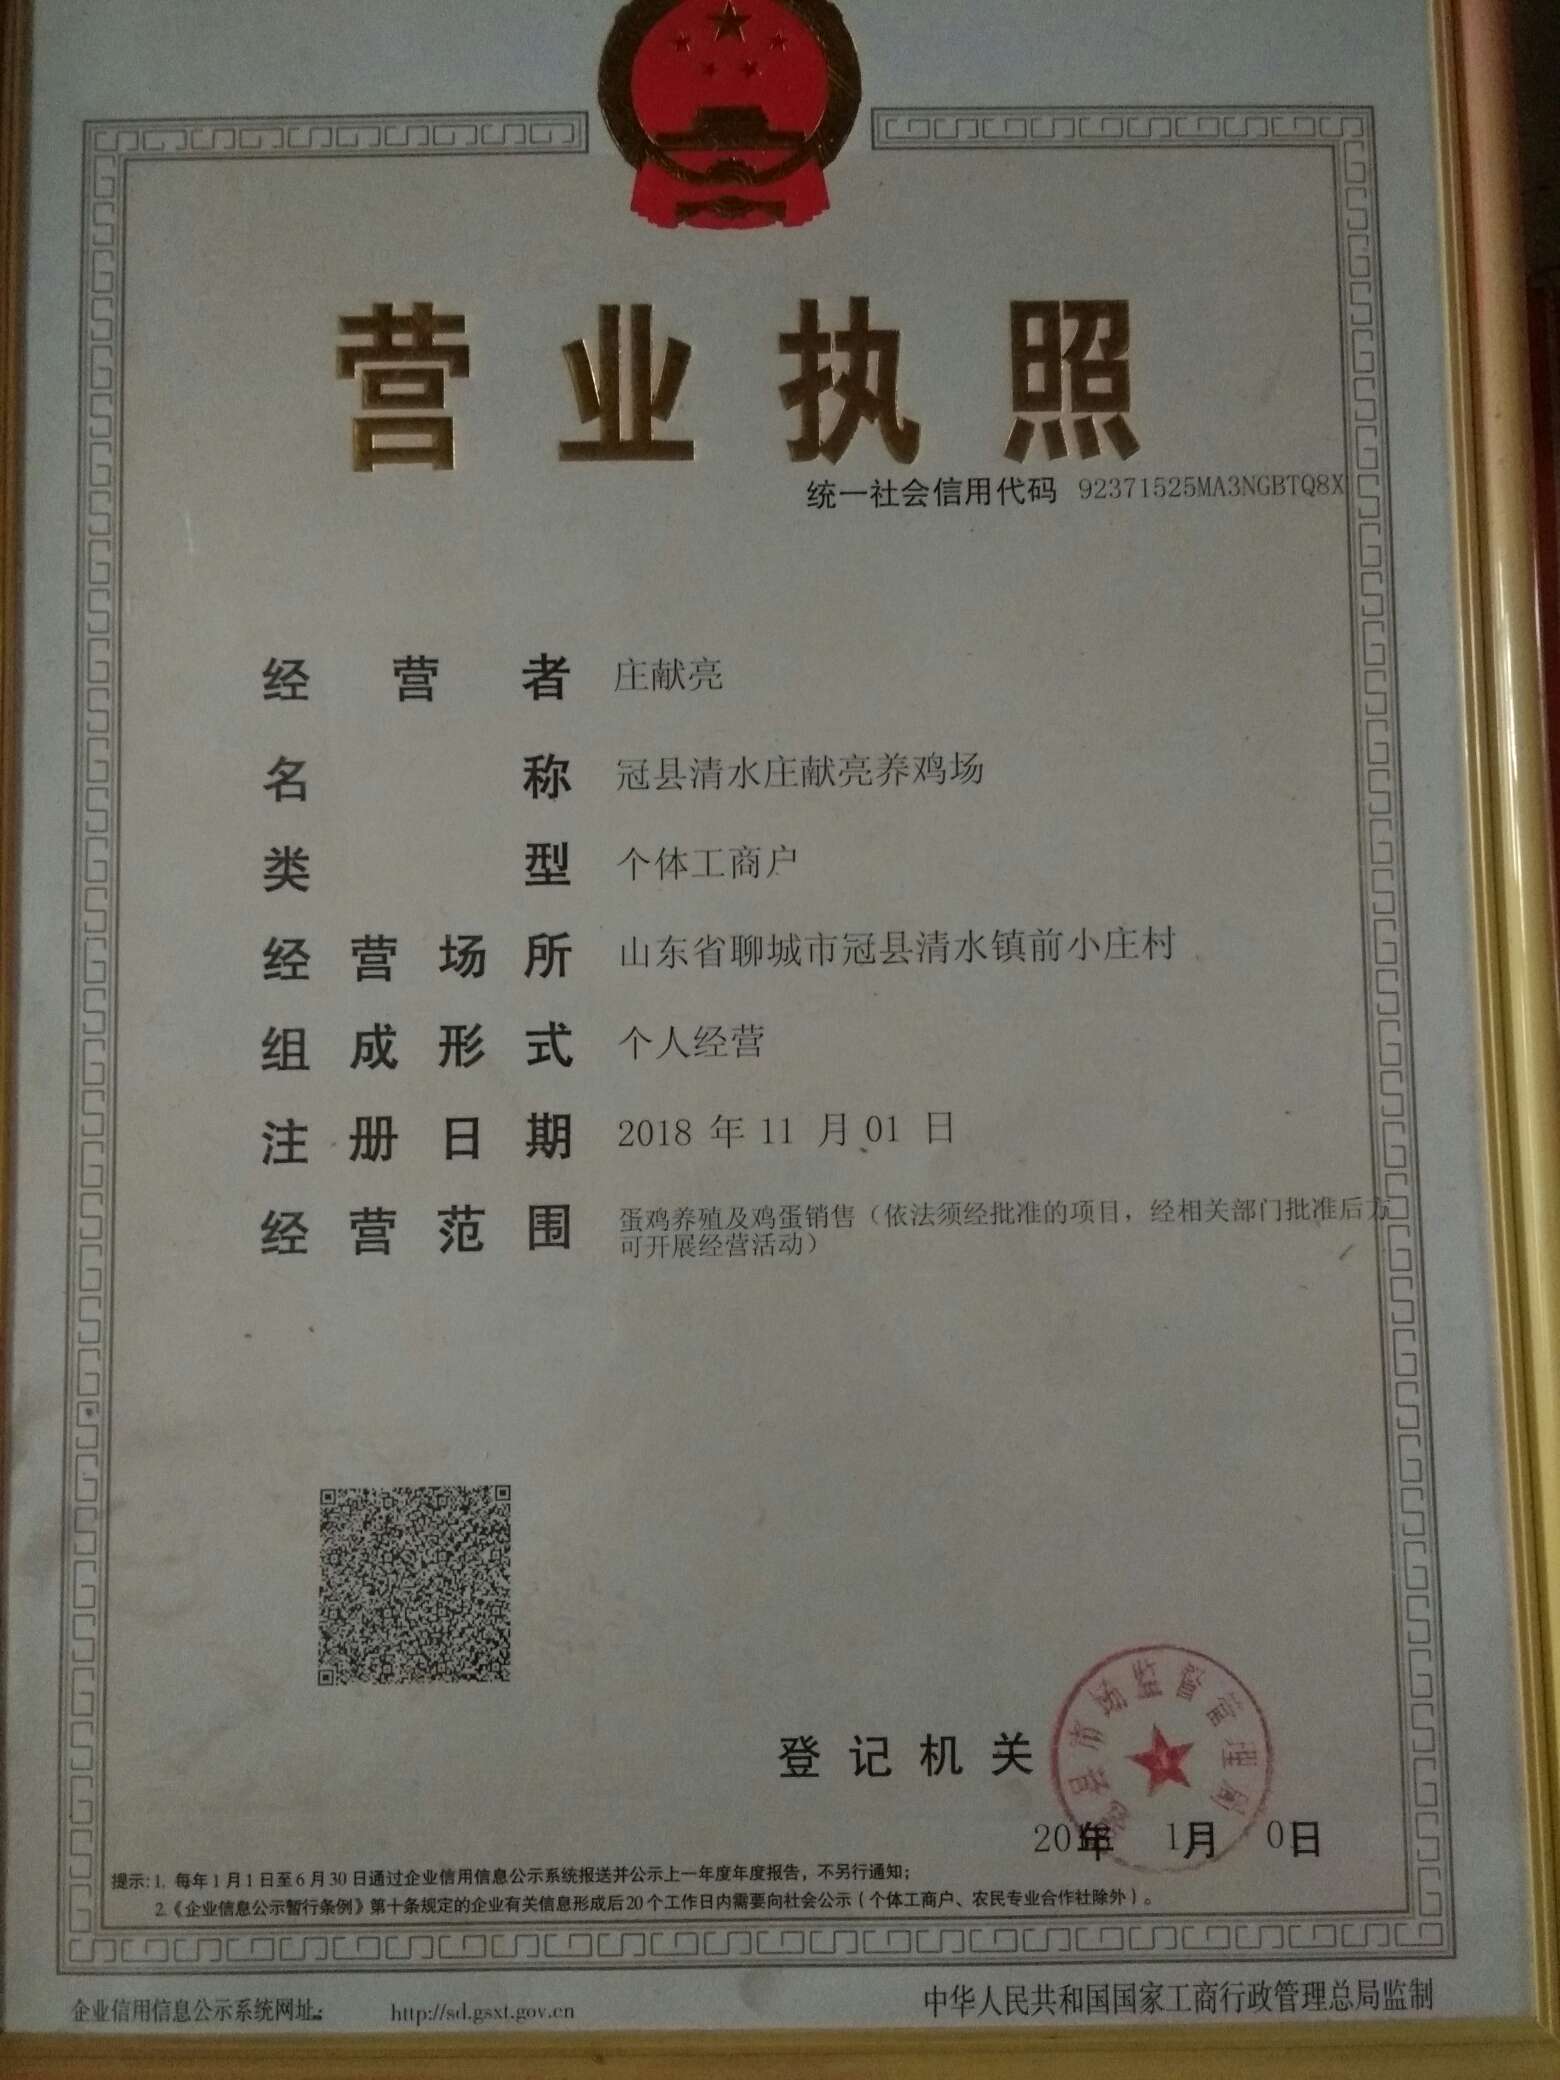 营业执照
统一社会信用代码 92371525MA3NGBTQ8X
经营者 庄献亮
名称 冠县清水庄献亮养鸡场
类型 个体工商户
经营场所 山东省聊城市冠县清水镇前小庄村
组成形式 个人经营
注册日期 2018 年 11 月 01 日
经营范围 蛋鸡养殖及鸡蛋销售（依法须经批准的项目，经相关部门批准后方
可开展经营活动）
冠县市场监督管理局
登记机关
年 1月 0日
提示：1. 每年1月1日至6月30日通过企业信用信息公示系统报送并公示上一年度年度报告，不另行通知；
2.《企业信息公示暂行条例》第十条规定的企业有关信息形成后20个工作日内需要向社会公示（个体工商户、农民专业合作社除外）。
企业信用信息公示系统网址： http://sd.gsxt.gov.cn
中华人民共和国国家工商行政管理总局监制